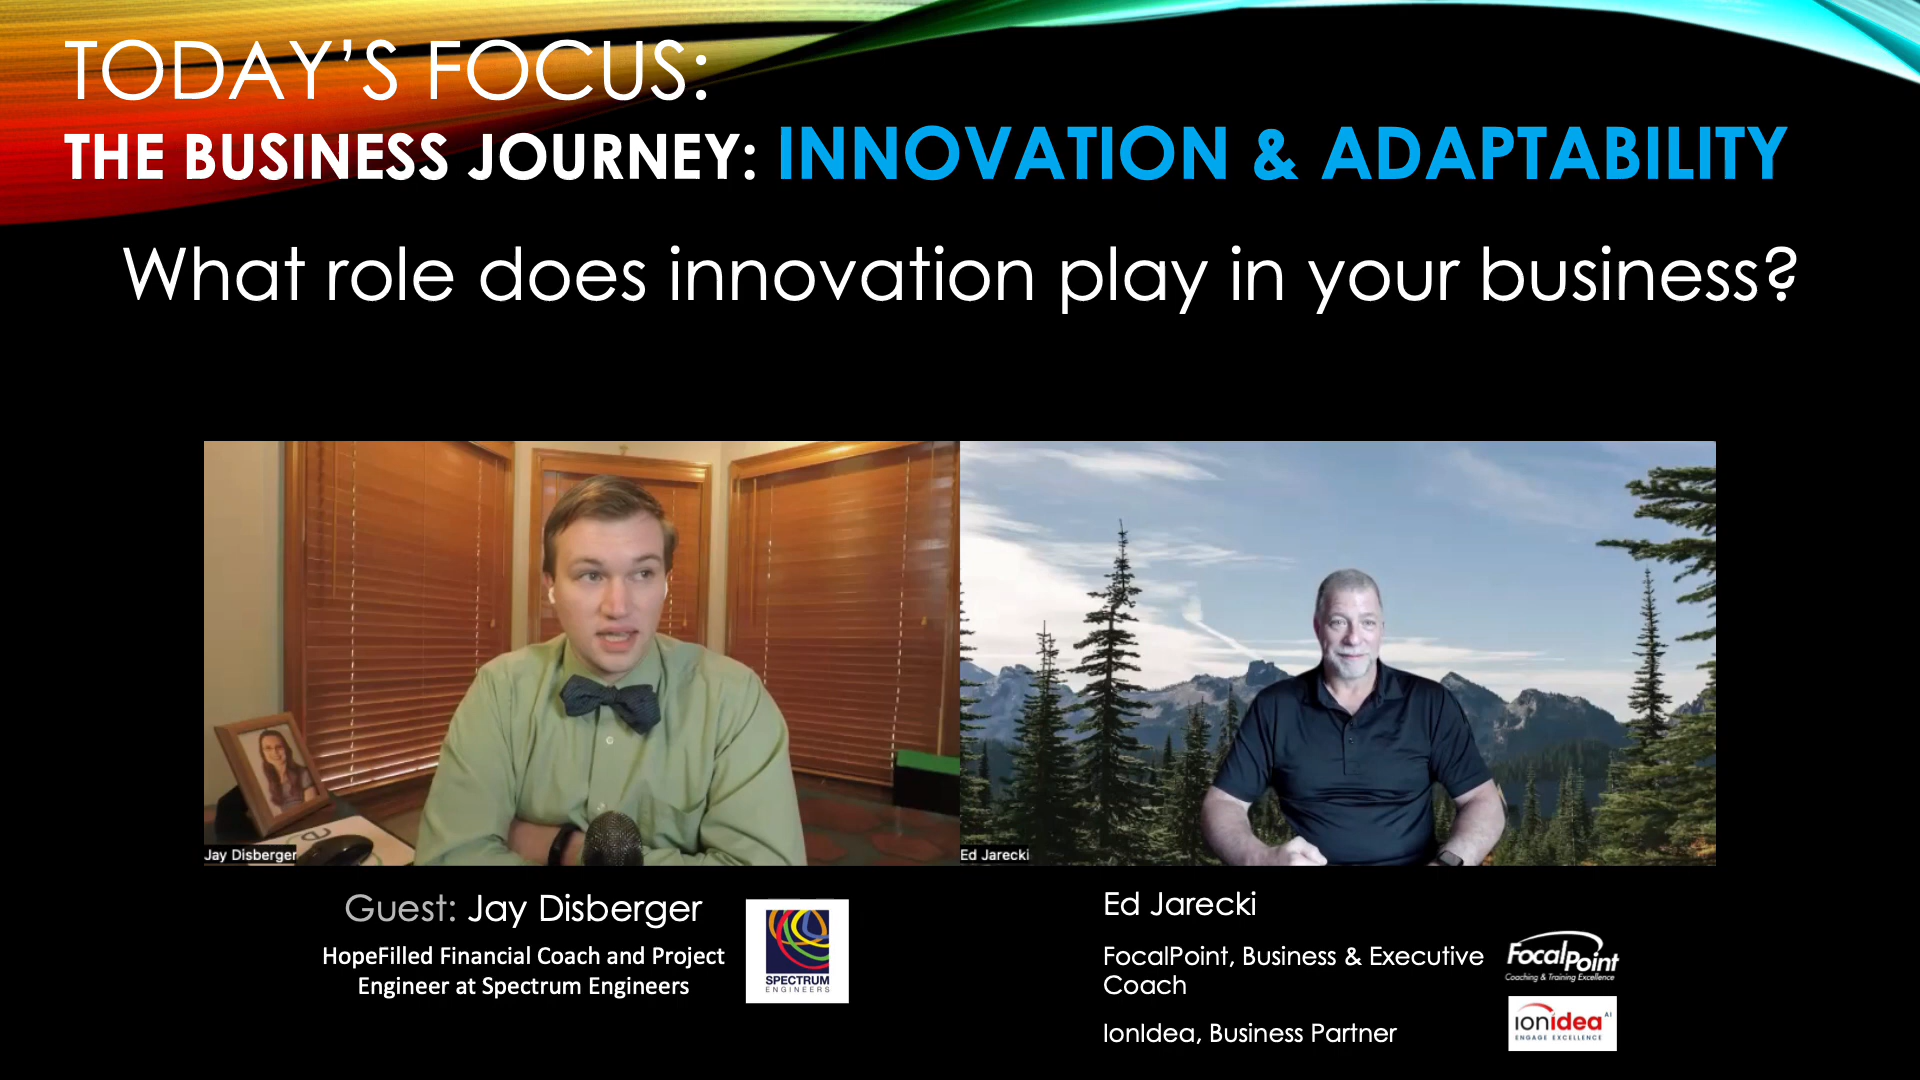 TODAY'S FOCUS:
THE BUSINESS JOURNEY: INNOVATION & ADAPTABILITY
What role does innovation play in your business?
Jay Disberger
Ed Jarecki
Guest: Jay Disberger
HopeFilled Financial Coach and Project
Engineer at Spectrum Engineers
SPECTRUM
ENGINEERS
Ed Jarecki
FocalPoint, Business & Executive
Coach
IonIdea, Business Partner
FocalPoint
Coaching & Training Excellence
ionidea AI
ENGAGE EXCELLENCE